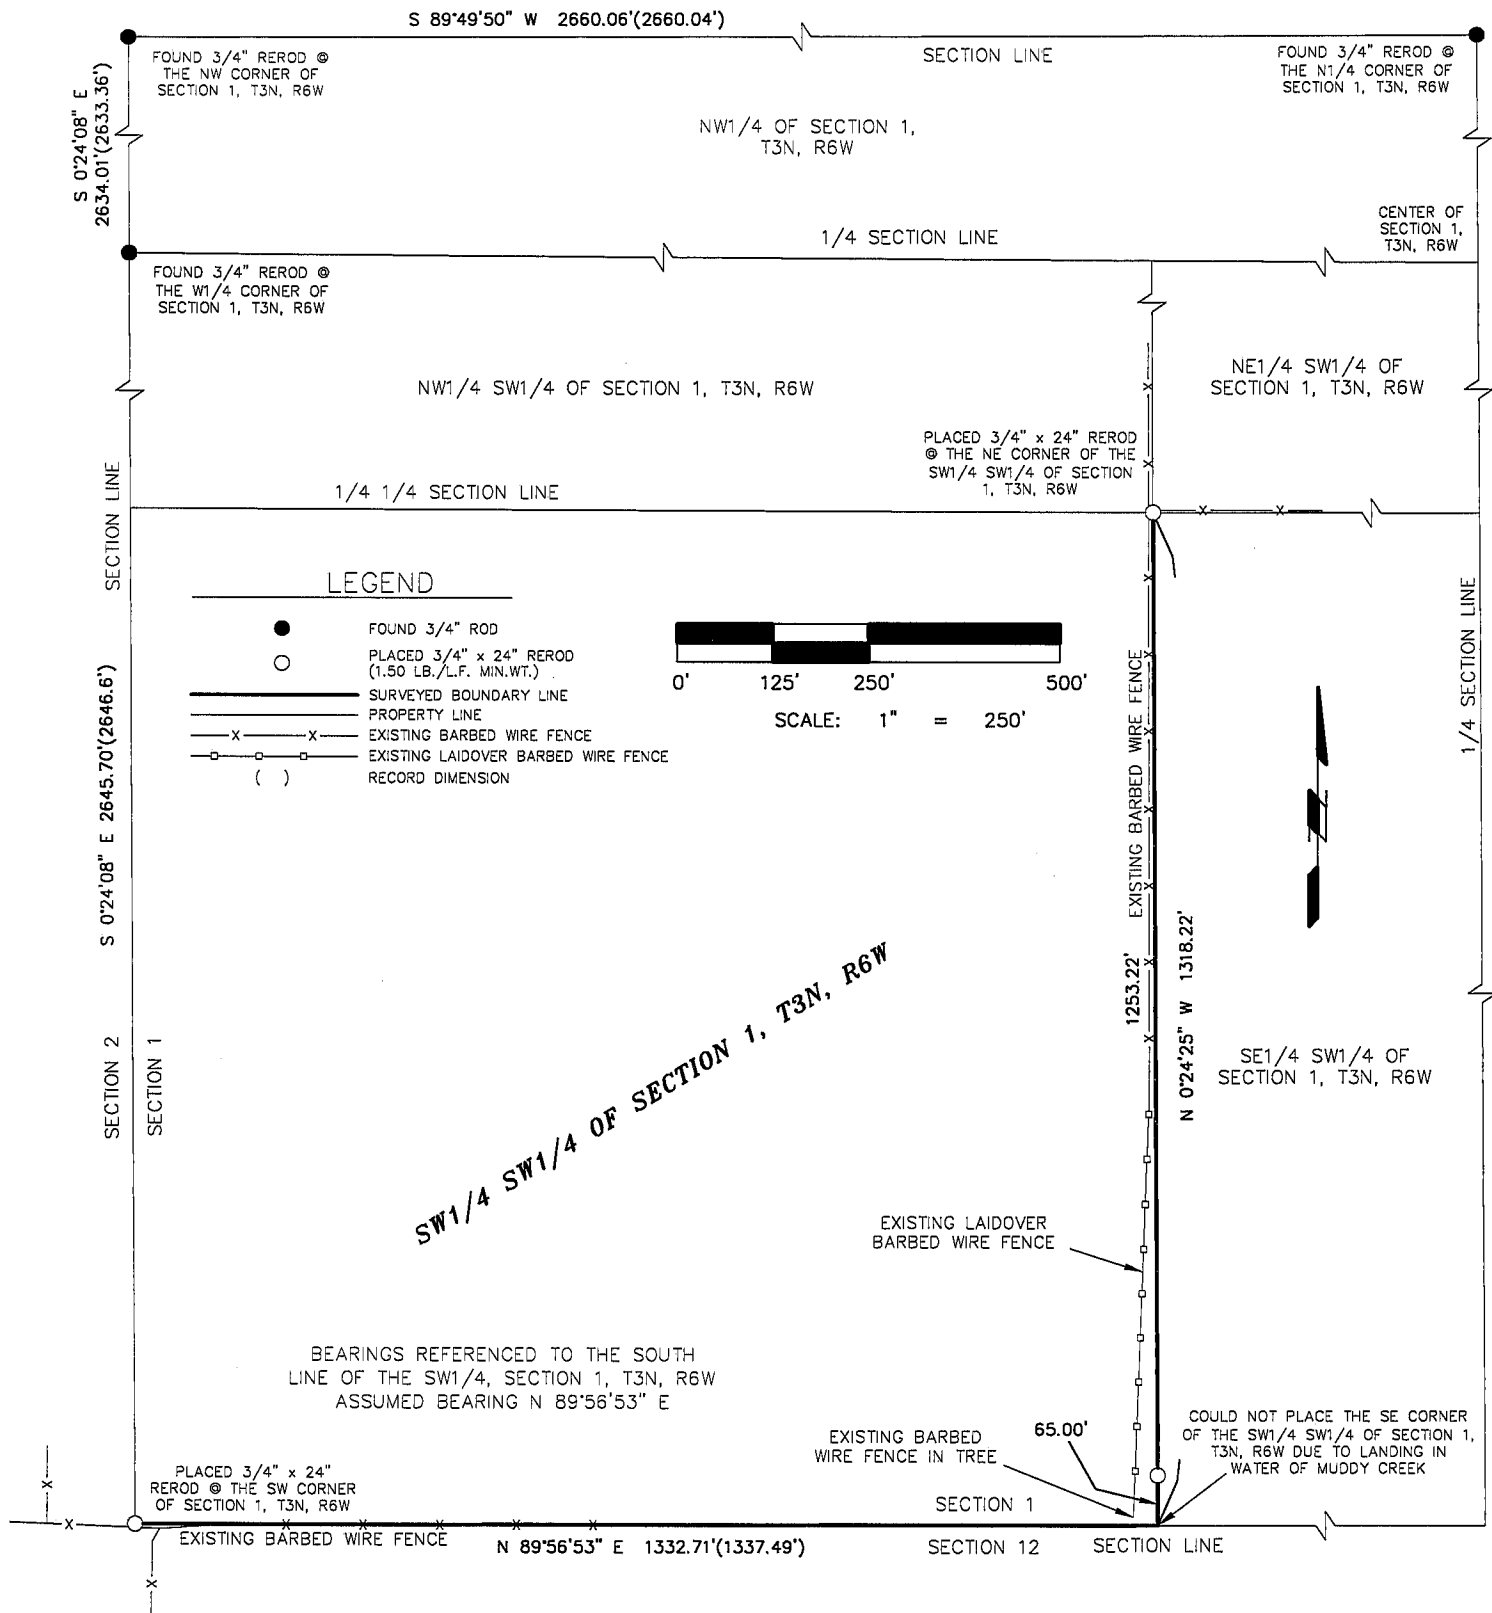 S 89°49'50" W 2660.06'(2660.04')
FOUND 3/4" REROD @
THE NW CORNER OF
SECTION 1, T3N, R6W
SECTION LINE
FOUND 3/4" REROD @
THE N1/4 CORNER OF
SECTION 1, T3N, R6W
S 0°24'08" E
2634.01'(2633.36')
NW1/4 OF SECTION 1,
T3N, R6W
CENTER OF
SECTION 1,
T3N, R6W
1/4 SECTION LINE
FOUND 3/4" REROD @
THE W1/4 CORNER OF
SECTION 1, T3N, R6W
NW1/4 SW1/4 OF SECTION 1, T3N, R6W
NE1/4 SW1/4 OF
SECTION 1, T3N, R6W
PLACED 3/4" x 24" REROD
@ THE NE CORNER OF THE
SW1/4 SW1/4 OF SECTION
1, T3N, R6W
1/4 1/4 SECTION LINE
SECTION LINE
LEGEND
FOUND 3/4" ROD
PLACED 3/4" x 24" REROD
(1.50 LB./L.F. MIN.WT.)
SURVEYED BOUNDARY LINE
PROPERTY LINE
X X EXISTING BARBED WIRE FENCE
EXISTING LAIDOVER BARBED WIRE FENCE
( ) RECORD DIMENSION
0' 125' 250' 500'
SCALE: 1" = 250'
1/4 SECTION LINE
EXISTING BARBED WIRE FENCE
N
S 0°24'08" E 2645.70'(2646.6')
1253.22'
N 0°24'25" W 1318.22'
SECTION 2
SECTION 1
SW1/4 SW1/4 OF SECTION 1, T3N, R6W
SE1/4 SW1/4 OF
SECTION 1, T3N, R6W
EXISTING LAIDOVER
BARBED WIRE FENCE
BEARINGS REFERENCED TO THE SOUTH
LINE OF THE SW1/4, SECTION 1, T3N, R6W
ASSUMED BEARING N 89°56'53" E
EXISTING BARBED
WIRE FENCE IN TREE
65.00'
COULD NOT PLACE THE SE CORNER
OF THE SW1/4 SW1/4 OF SECTION 1,
T3N, R6W DUE TO LANDING IN
WATER OF MUDDY CREEK
PLACED 3/4" x 24"
REROD @ THE SW CORNER
OF SECTION 1, T3N, R6W
SECTION 1
EXISTING BARBED WIRE FENCE
N 89°56'53" E 1332.71'(1337.49')
SECTION 12
SECTION LINE